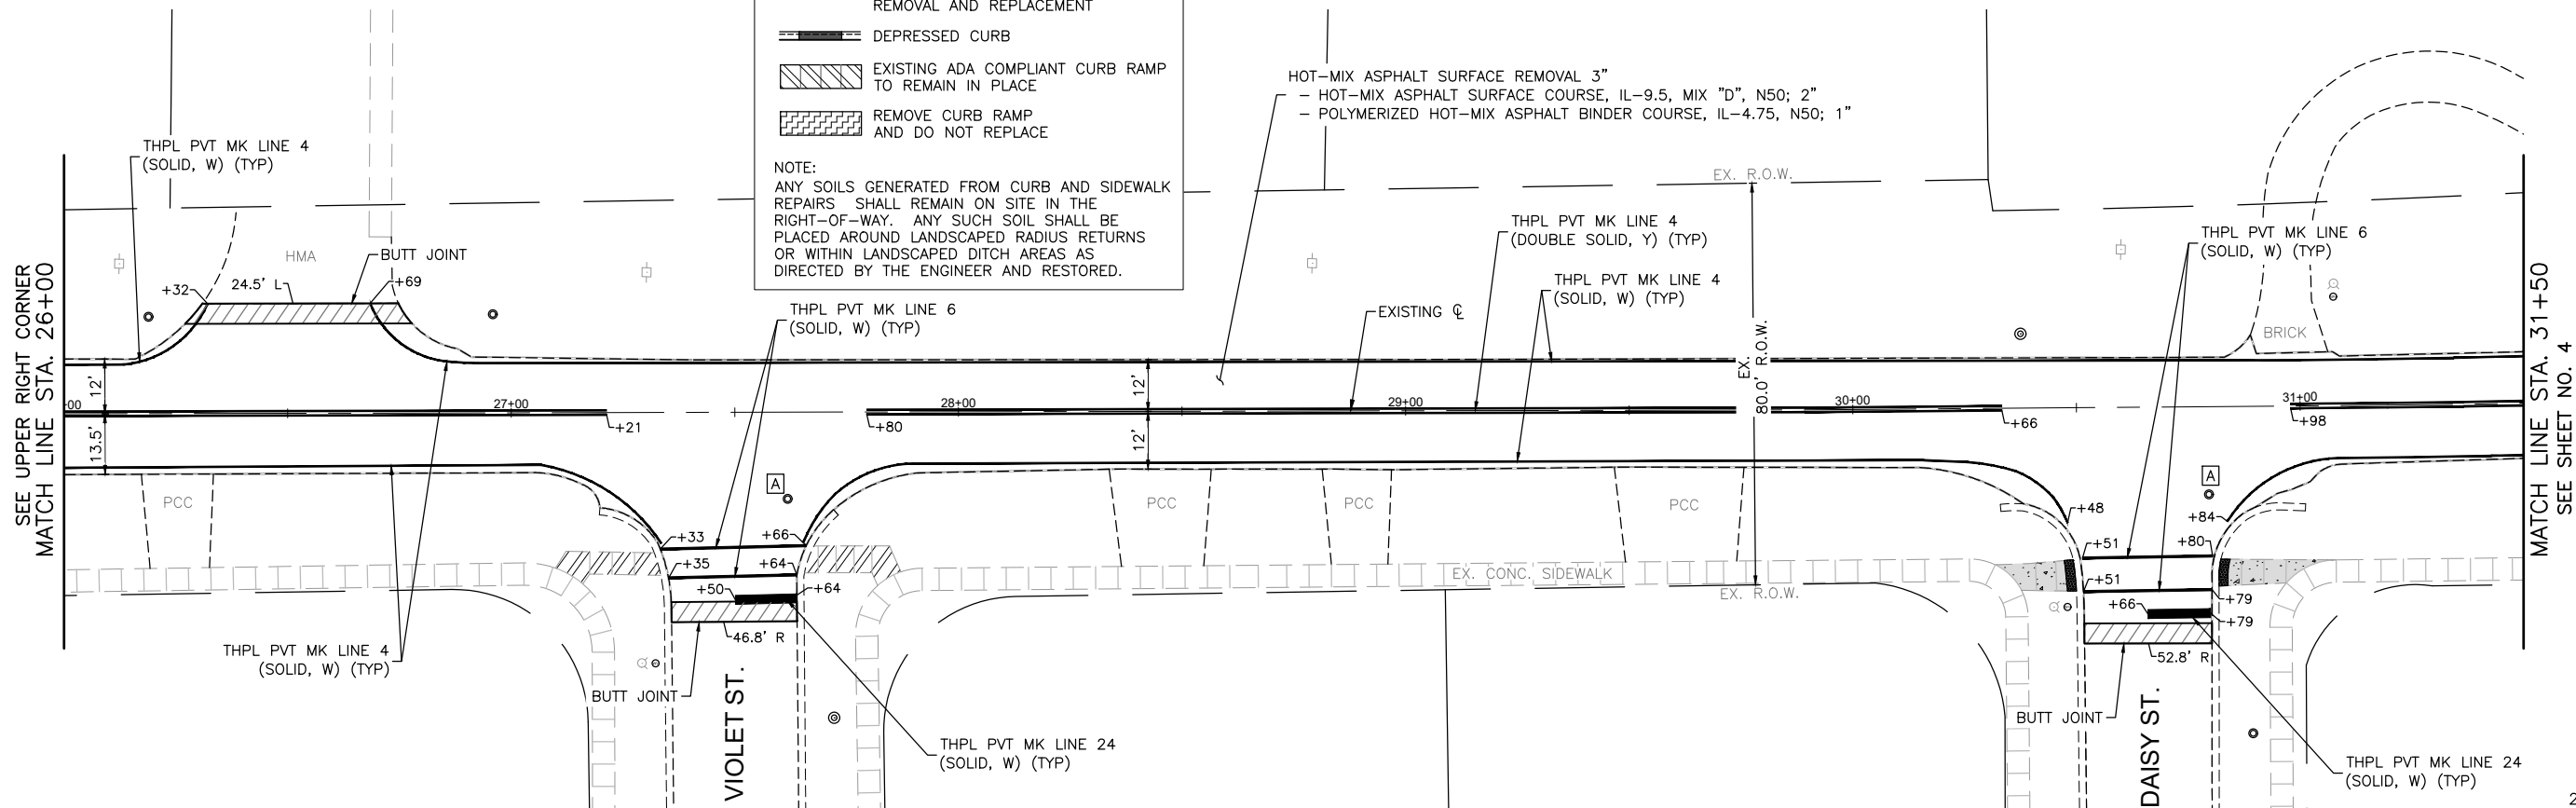 REMOVAL AND REPLACEMENT
DEPRESSED CURB
EXISTING ADA COMPLIANT CURB RAMP
TO REMAIN IN PLACE
REMOVE CURB RAMP
AND DO NOT REPLACE
NOTE:
ANY SOILS GENERATED FROM CURB AND SIDEWALK
REPAIRS SHALL REMAIN ON SITE IN THE
RIGHT-OF-WAY. ANY SUCH SOIL SHALL BE
PLACED AROUND LANDSCAPED RADIUS RETURNS
OR WITHIN LANDSCAPED DITCH AREAS AS
DIRECTED BY THE ENGINEER AND RESTORED.
HOT-MIX ASPHALT SURFACE REMOVAL 3"
- HOT-MIX ASPHALT SURFACE COURSE, IL-9.5, MIX "D", N50; 2"
- POLYMERIZED HOT-MIX ASPHALT BINDER COURSE, IL-4.75, N50; 1"
THPL PVT MK LINE 4
(SOLID, W) (TYP)
EX. R.O.W.
THPL PVT MK LINE 4
(DOUBLE SOLID, Y) (TYP)
THPL PVT MK LINE 6
(SOLID, W) (TYP)
HMA
BUTT JOINT
24.5' L
+32
+69
THPL PVT MK LINE 4
(SOLID, W) (TYP)
THPL PVT MK LINE 6
(SOLID, W) (TYP)
EXISTING ℄
BRICK
SEE UPPER RIGHT CORNER
MATCH LINE STA. 26+00
MATCH LINE STA. 31+50
SEE SHEET NO. 4
12'
12'
EX.
80.0' R.O.W.
-00
27+00
28+00
29+00
30+00
31+00
+21
+80
+66
+98
13.5'
12'
A
A
PCC
PCC
PCC
PCC
+33
+66
+35
+64
+50
+64
46.8' R
+48
+84
+51
+80
+51
+79
+66
+79
52.8' R
EX. CONC. SIDEWALK
EX. R.O.W.
THPL PVT MK LINE 4
(SOLID, W) (TYP)
BUTT JOINT
VIOLET ST.
THPL PVT MK LINE 24
(SOLID, W) (TYP)
BUTT JOINT
DAISY ST.
THPL PVT MK LINE 24
(SOLID, W) (TYP)
2